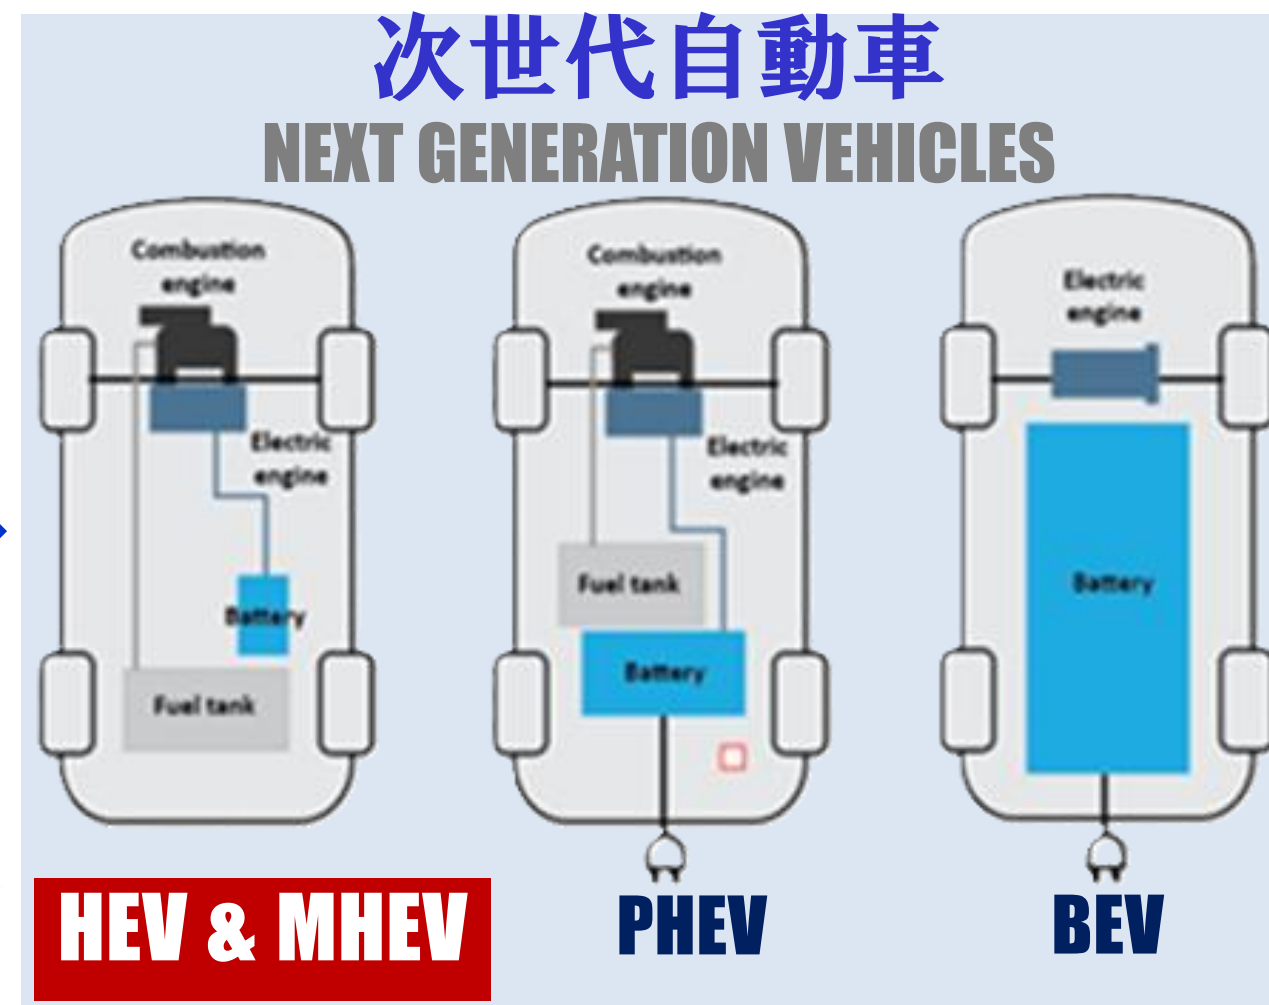 次世代自動車
NEXT GENERATION VEHICLES
Combustion
engine
Electric
engine
Battery
Fuel tank
HEV & MHEV
Combustion
engine
Electric
engine
Fuel tank
Battery
PHEV
Electric
engine
Battery
BEV